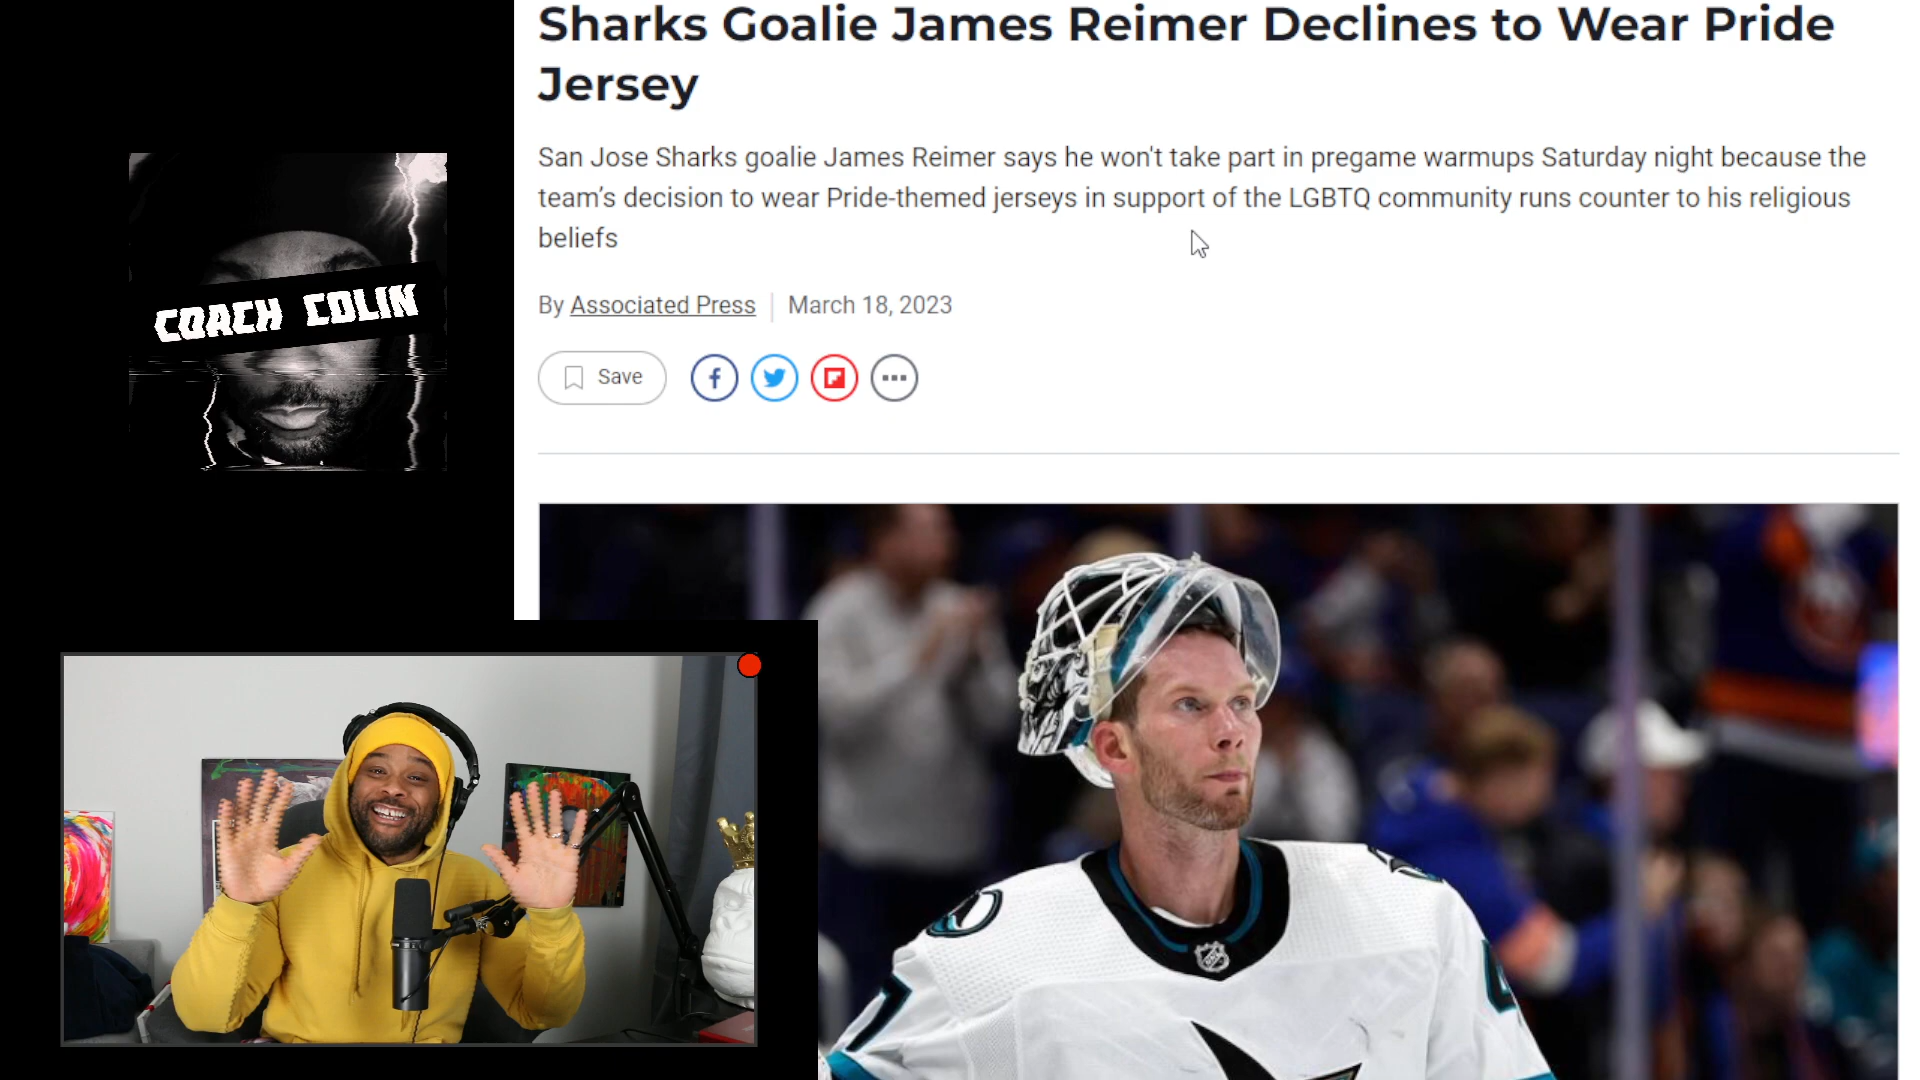 Sharks Goalie James Reimer Declines to Wear Pride
Jersey
San Jose Sharks goalie James Reimer says he won't take part in pregame warmups Saturday night because the
team’s decision to wear Pride-themed jerseys in support of the LGBTQ community runs counter to his religious
beliefs
By Associated Press March 18, 2023
Save
COACH COLIN